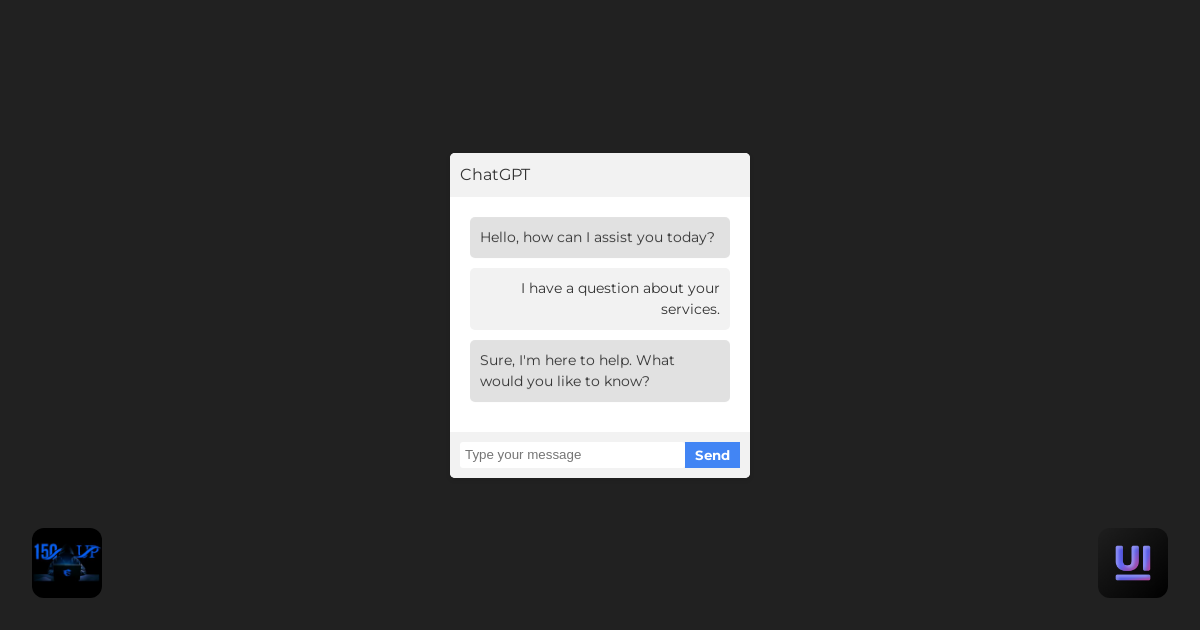 ChatGPT
Hello, how can I assist you today?
I have a question about your
services.
Sure, I'm here to help. What
would you like to know?
Type your message
Send
UI